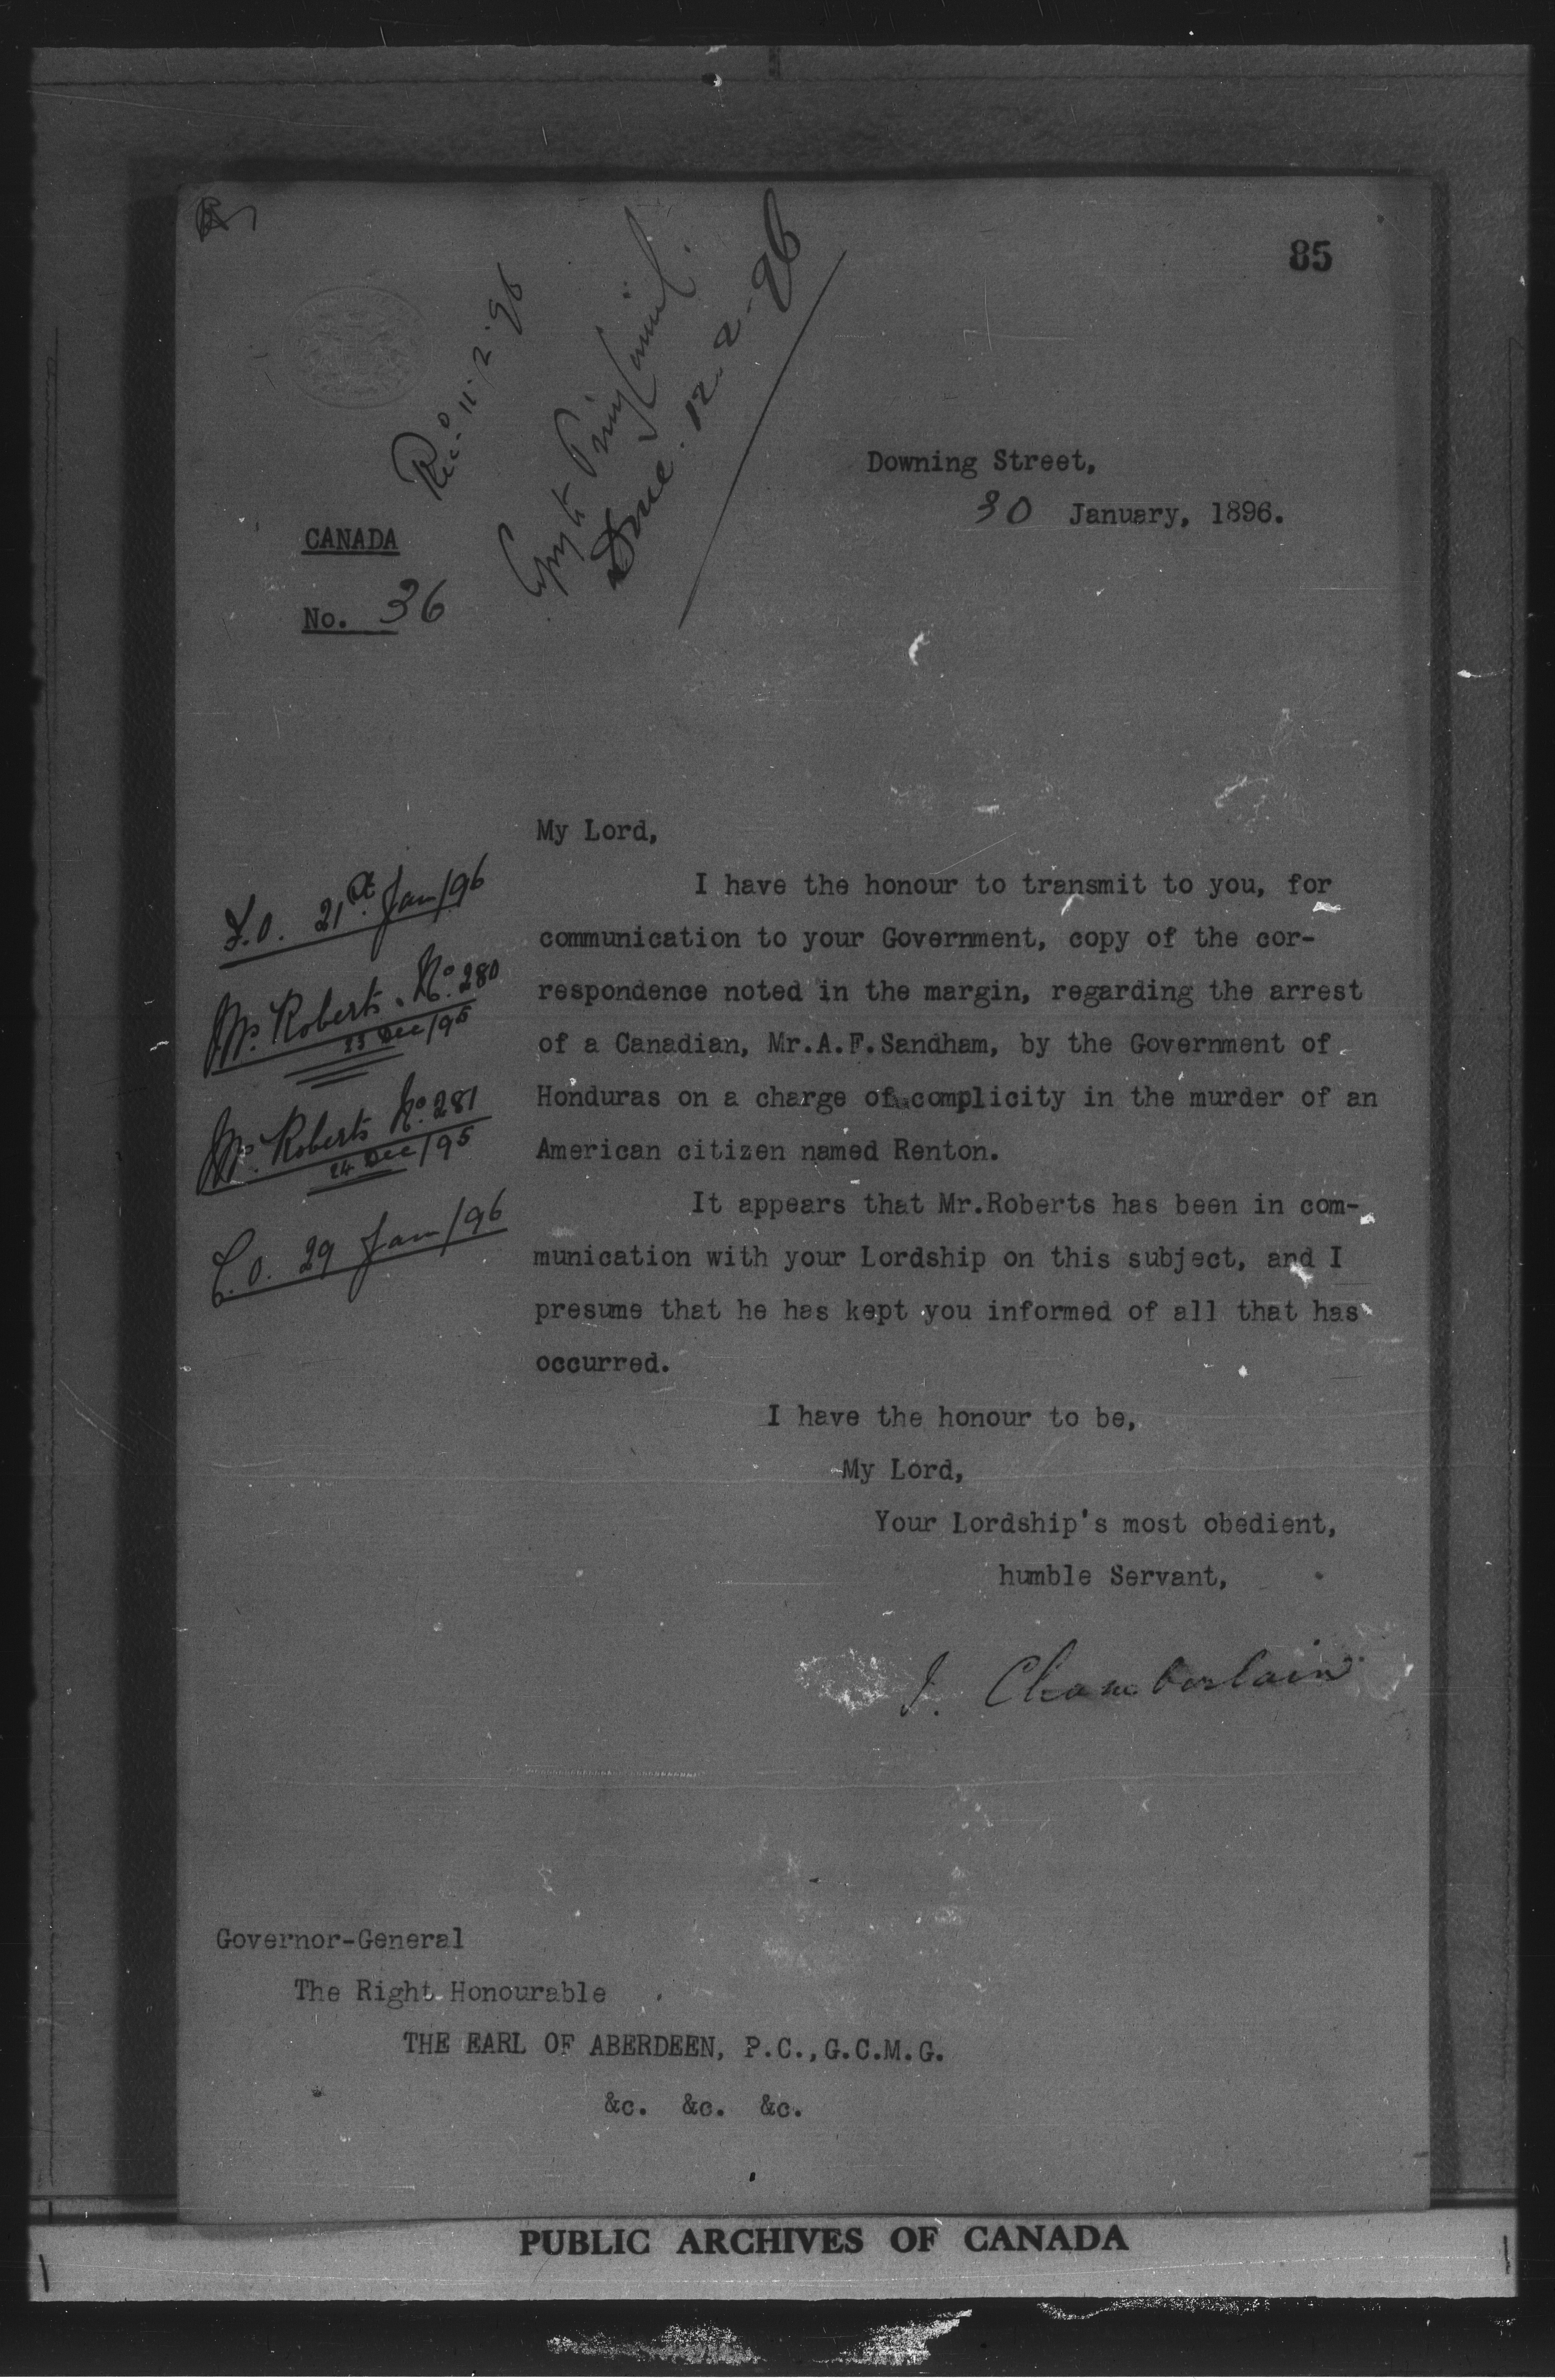 85
Rec.d 11.2.96
Copy to Privy Council.
Done. 12.2.96
Downing Street,
30 January, 1896.
CANADA
No. 36
My Lord,
I have the honour to transmit to you, for
communication to your Government, copy of the cor-
respondence noted in the margin, regarding the arrest
of a Canadian, Mr.A.F.Sandham, by the Government of
Honduras on a charge of complicity in the murder of an
American citizen named Renton.
It appears that Mr.Roberts has been in com-
munication with your Lordship on this subject, and I
presume that he has kept you informed of all that has
occurred.
F.O. 21st Jan/96
Mr. Roberts. No. 280
23 Dec/95
Mr. Roberts No. 281
24 Dec/95
C.O. 29 Jan/96
I have the honour to be,
My Lord,
Your Lordship's most obedient,
humble Servant,
J. Chamberlain
Governor-General
The Right Honourable
THE EARL OF ABERDEEN, P.C.,G.C.M.G.
&c. &c. &c.
PUBLIC ARCHIVES OF CANADA